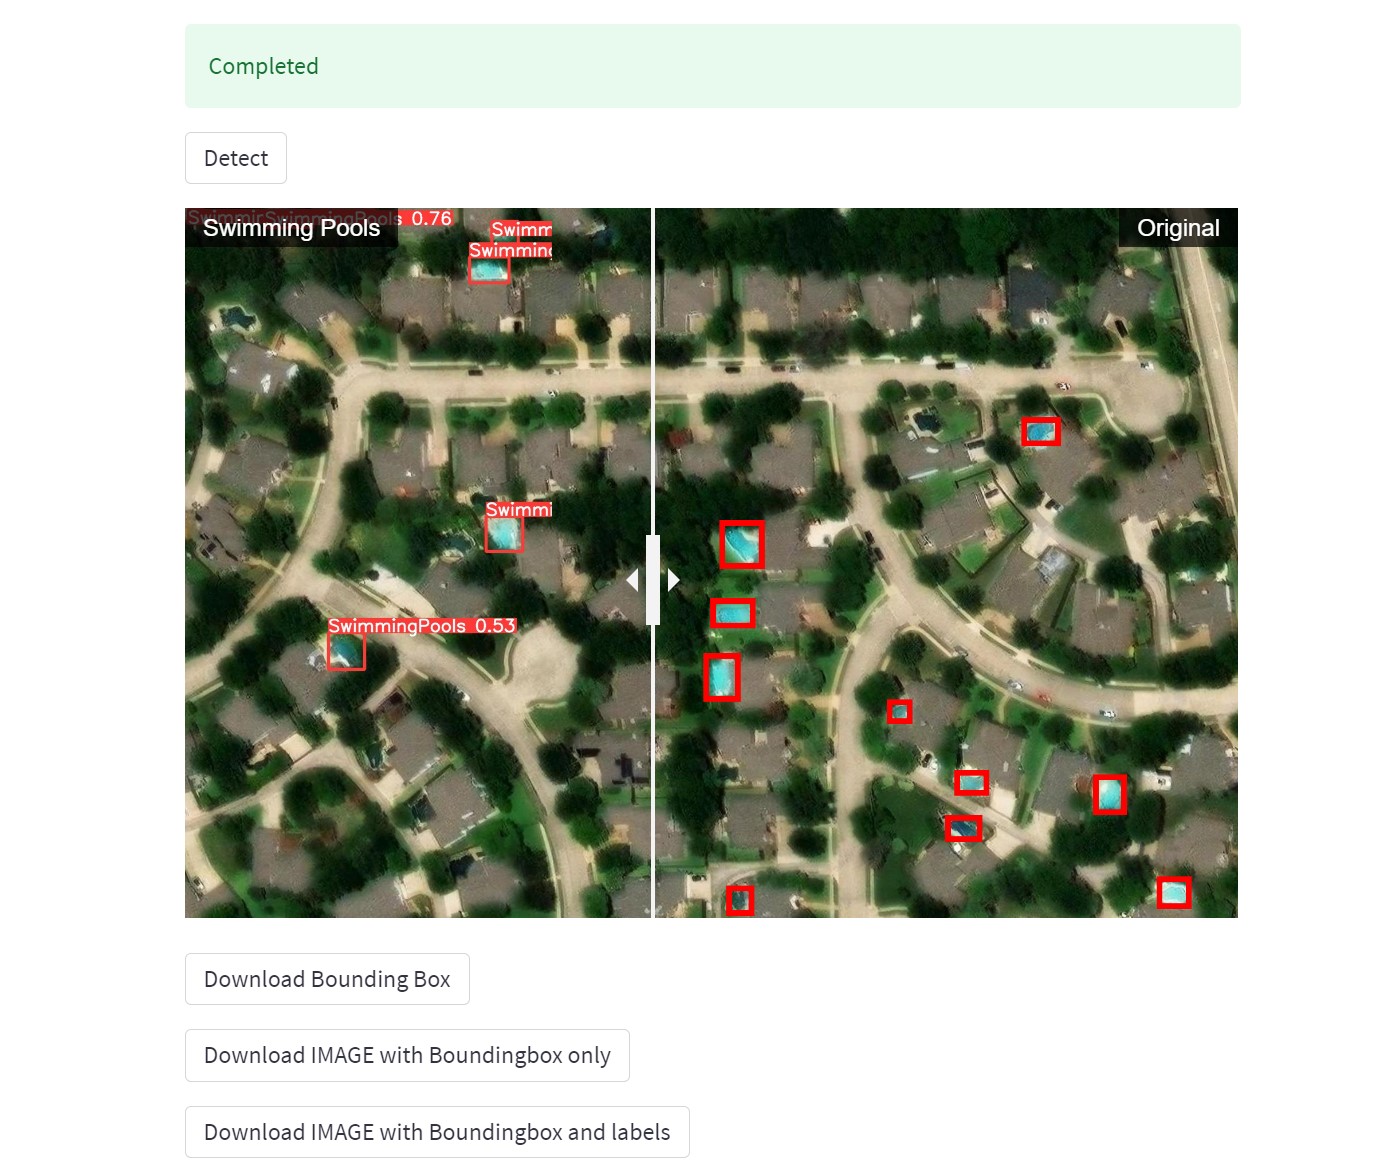 Completed
Detect
SwimmingPools 0.76
Swimming Pools
Original
Swimm
Swimming
Swimmi
SwimmingPools 0.53
Download Bounding Box
Download IMAGE with Boundingbox only
Download IMAGE with Boundingbox and labels